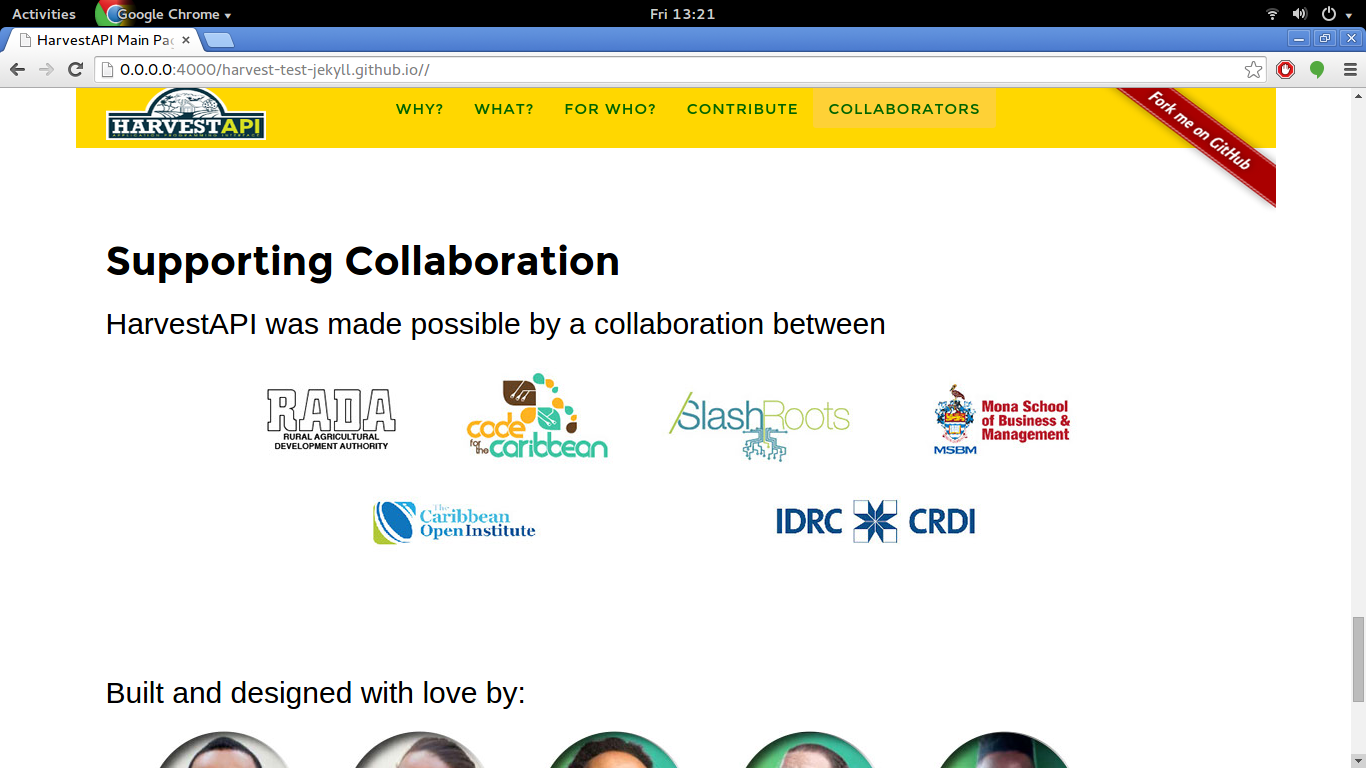 Activities Google Chrome Fri 13:21
HarvestAPI Main Pag
0.0.0.0:4000/harvest-test-jekyll.github.io//
HARVESTAPI
APPLICATION PROGRAMMING INTERFACE
WHY? WHAT? FOR WHO? CONTRIBUTE COLLABORATORS
Fork me on GitHub
Supporting Collaboration
HarvestAPI was made possible by a collaboration between
RADA
RURAL AGRICULTURAL
DEVELOPMENT AUTHORITY
code
for
the
caribbean
/SlashRoots
Mona School
of Business &
Management
MSBM
The
Caribbean
Open Institute
IDRC CRDI
Built and designed with love by: